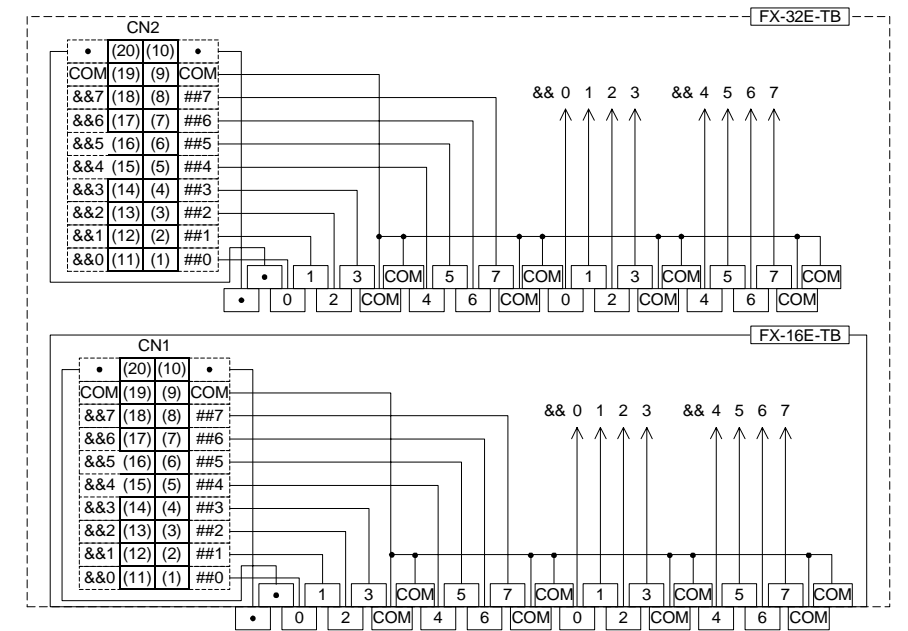 FX-32E-TB
CN2
• (20) (10) •
COM (19) (9) COM
&&7 (18) (8) ##7
&& 0 1 2 3 && 4 5 6 7
&&6 (17) (7) ##6
&&5 (16) (6) ##5
&&4 (15) (5) ##4
&&3 (14) (4) ##3
&&2 (13) (3) ##2
&&1 (12) (2) ##1
&&0 (11) (1) ##0
• 1 3 COM 5 7 COM 1 3 COM 5 7 COM
• 0 2 COM 4 6 COM 0 2 COM 4 6 COM
FX-16E-TB
CN1
• (20) (10) •
COM (19) (9) COM
&&7 (18) (8) ##7
&& 0 1 2 3 && 4 5 6 7
&&6 (17) (7) ##6
&&5 (16) (6) ##5
&&4 (15) (5) ##4
&&3 (14) (4) ##3
&&2 (13) (3) ##2
&&1 (12) (2) ##1
&&0 (11) (1) ##0
• 1 3 COM 5 7 COM 1 3 COM 5 7 COM
• 0 2 COM 4 6 COM 0 2 COM 4 6 COM